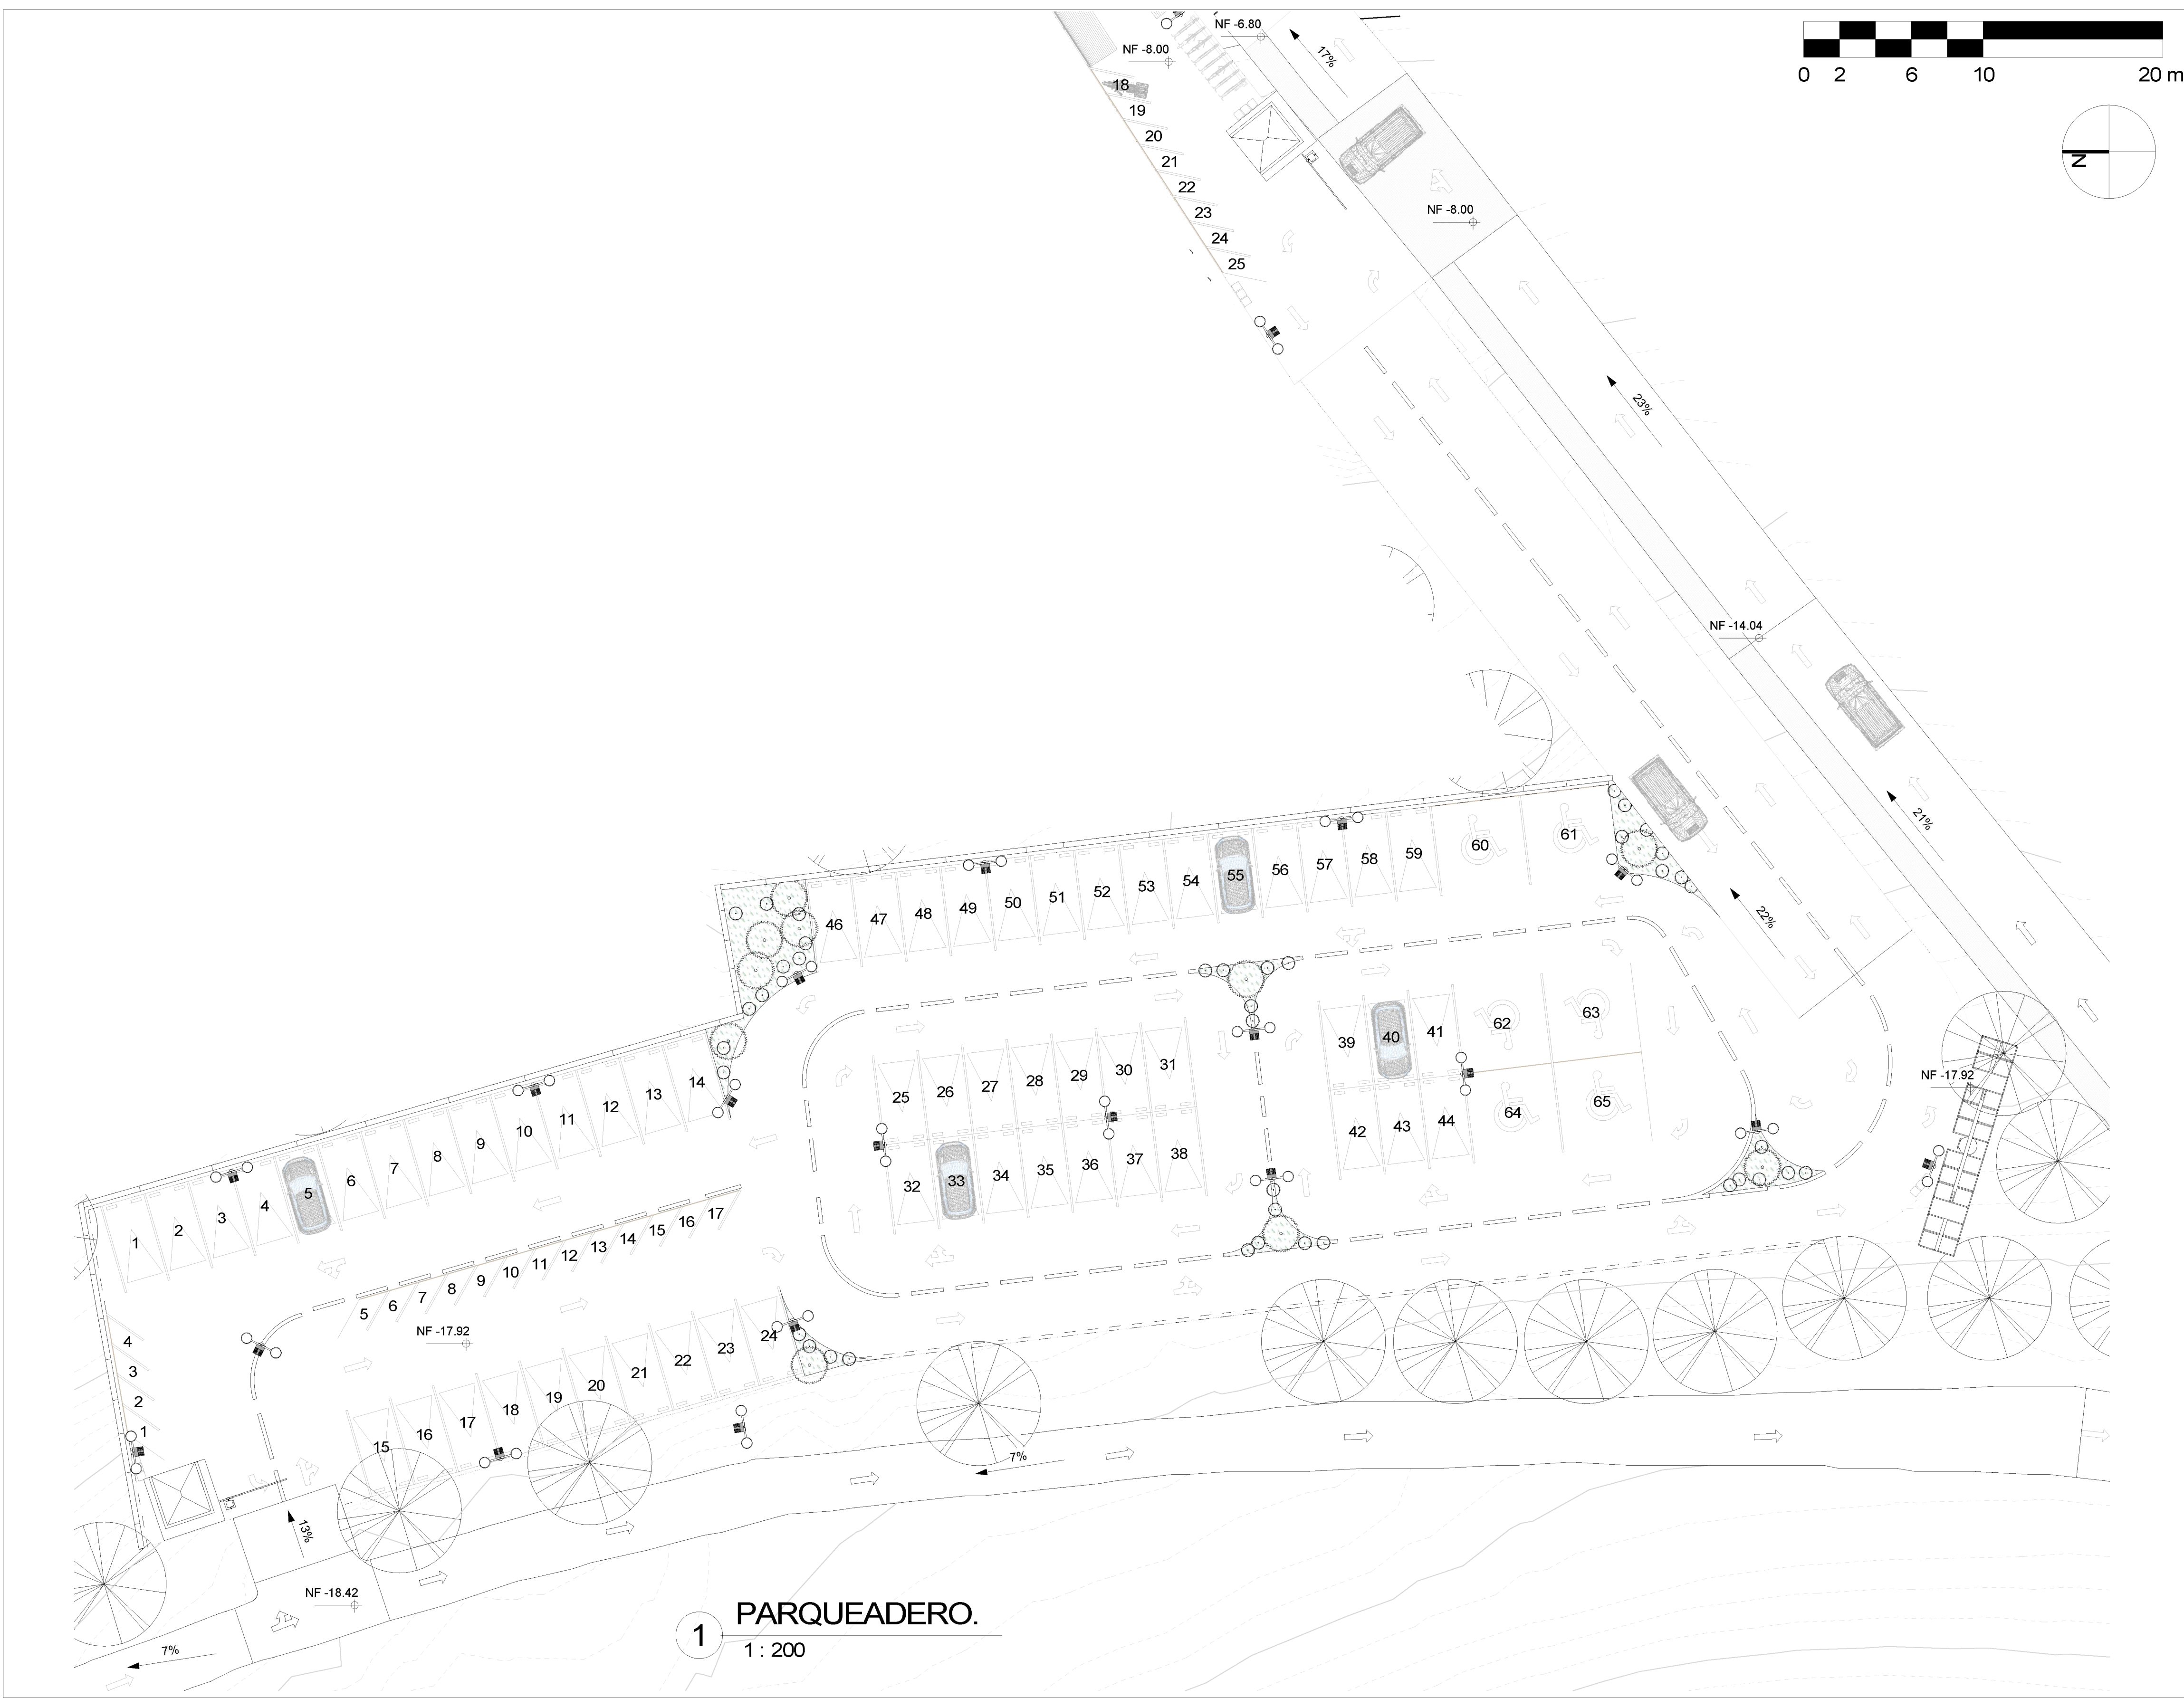 NF -6.80
NF -8.00
17%
0 2 6 10 20 m
N
18
19
20
21
22
23
24
25
NF -8.00
23%
NF -14.04
21%
22%
NF -17.92
46 47 48 49 50 51 52 53 54 55 56 57 58 59 60 61
1 2 3 4 5 6 7 8 9 10 11 12 13 14
25 26 27 28 29 30 31
39 40 41 62 63
32 33 34 35 36 37 38
42 43 44 64 65
5 6 7 8 9 10 11 12 13 14 15 16 17
NF -17.92
4
3
2
1
15 16 17 18 19 20 21 22 23 24
13%
7%
NF -18.42
7%
1 PARQUEADERO.
1 : 200